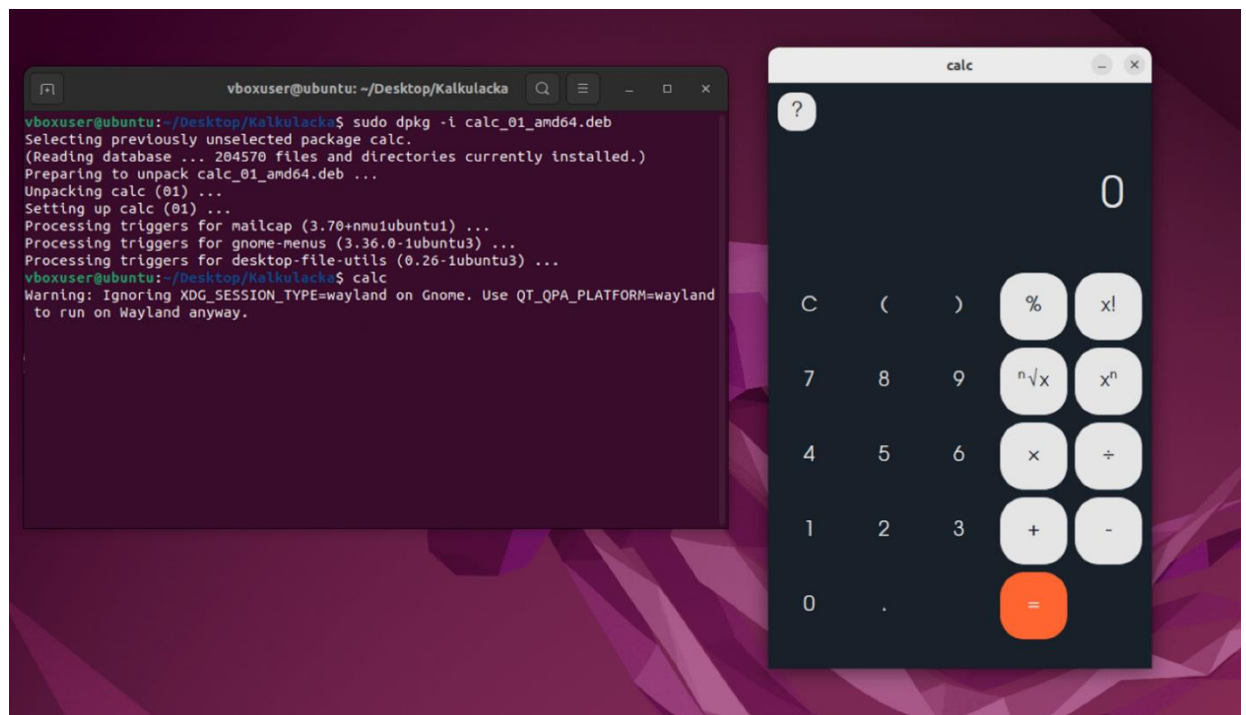 vboxuser@ubuntu: ~/Desktop/Kalkulacka
vboxuser@ubuntu:~/Desktop/Kalkulacka$ sudo dpkg -i calc_01_amd64.deb
Selecting previously unselected package calc.
(Reading database ... 204570 files and directories currently installed.)
Preparing to unpack calc_01_amd64.deb ...
Unpacking calc (01) ...
Setting up calc (01) ...
Processing triggers for mailcap (3.70+nmu1ubuntu1) ...
Processing triggers for gnome-menus (3.36.0-1ubuntu3) ...
Processing triggers for desktop-file-utils (0.26-1ubuntu3) ...
vboxuser@ubuntu:~/Desktop/Kalkulacka$ calc
Warning: Ignoring XDG_SESSION_TYPE=wayland on Gnome. Use QT_QPA_PLATFORM=wayland
 to run on Wayland anyway.
calc
?
0
C ( ) % x!
7 8 9 ⁿ√x xⁿ
4 5 6 × ÷
1 2 3 + -
0 . =